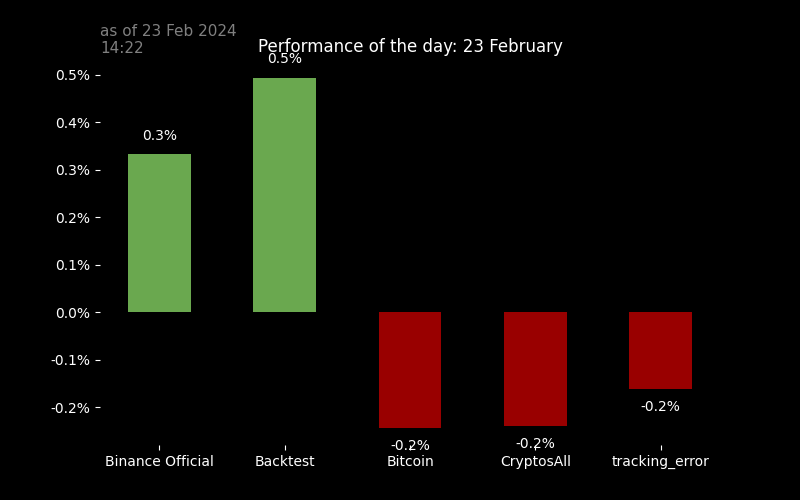 as of 23 Feb 2024
14:22
Performance of the day: 23 February
0.5%
0.4%
0.3%
0.2%
0.1%
0.0%
-0.1%
-0.2%
0.3%
0.5%
-0.2%
-0.2%
-0.2%
Binance Official
Backtest
Bitcoin
CryptosAll
tracking_error